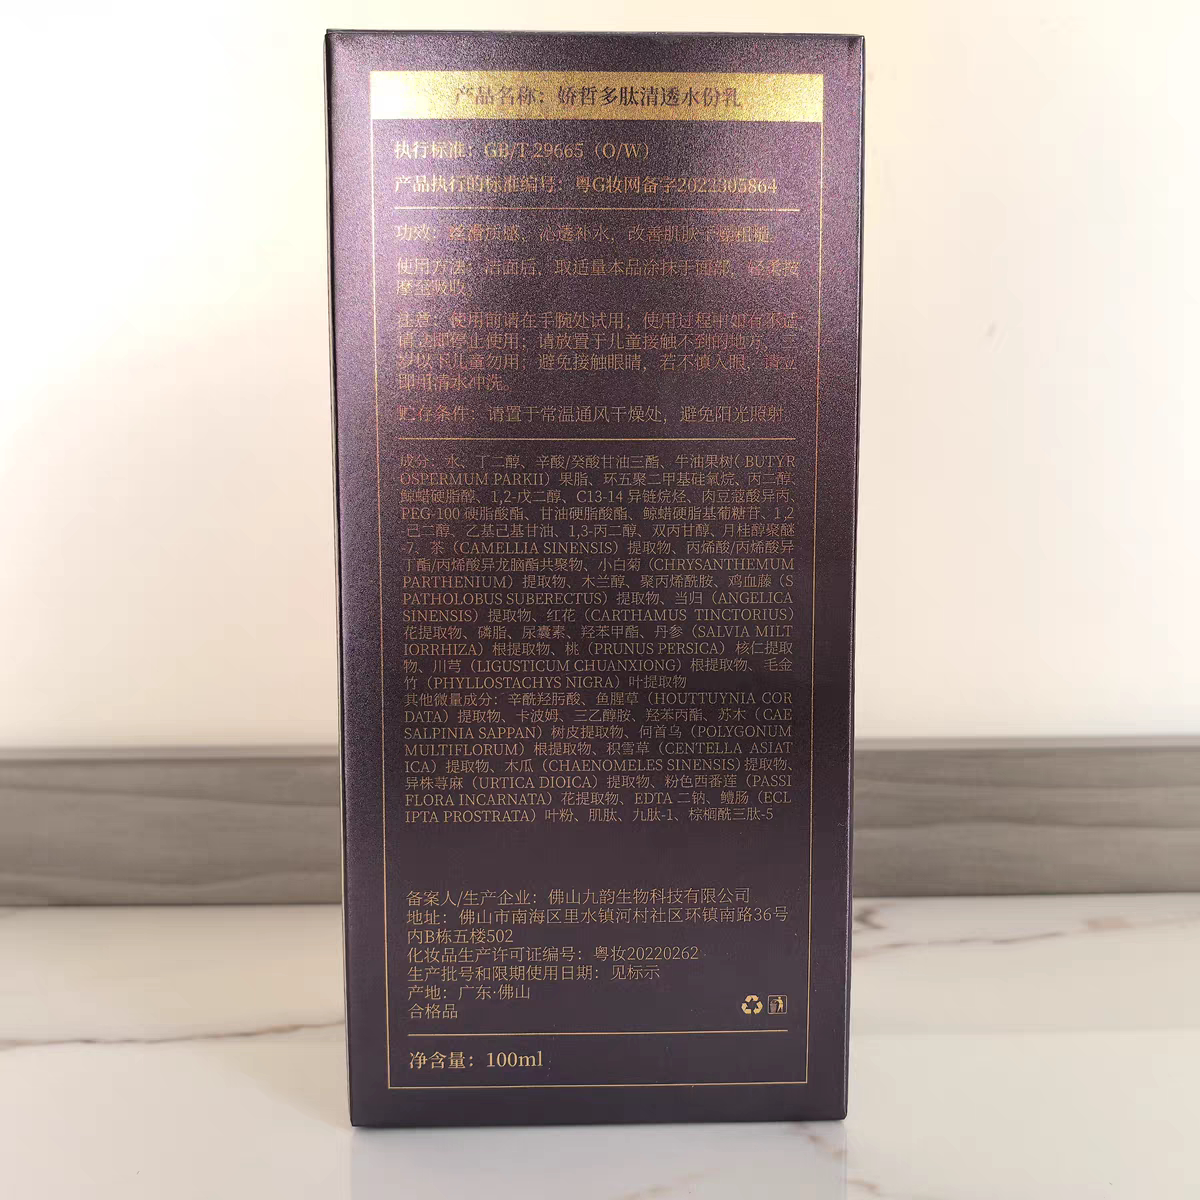 产品名称：娇哲多肽清透水份乳
执行标准：GB/T 29665（O/W）
产品执行的标准编号：粤G妆网备字2022305864
功效：丝滑质感，沁透补水，改善肌肤干燥粗糙。
使用方法：洁面后，取适量本品涂抹于面部，轻柔按
摩至吸收。
注意：使用前请在手腕处试用；使用过程中如有不适
请立即停止使用；请放置于儿童接触不到的地方，三
岁以下儿童勿用；避免接触眼睛，若不慎入眼，请立
即用清水冲洗。
贮存条件：请置于常温通风干燥处，避免阳光照射。
成分：水、丁二醇、辛酸/癸酸甘油三酯、牛油果树（BUTYR
OSPERMUM PARKII）果脂、环五聚二甲基硅氧烷、丙二醇、
鲸蜡硬脂醇、1,2-戊二醇、C13-14 异链烷烃、肉豆蔻酸异丙、
PEG-100 硬脂酸酯、甘油硬脂酸酯、鲸蜡硬脂基葡糖苷、1,2
-己二醇、乙基己基甘油、1,3-丙二醇、双丙甘醇、月桂醇聚醚
-7、茶（CAMELLIA SINENSIS）提取物、丙烯酸/丙烯酸异
丁酯/丙烯酸异龙脑酯共聚物、小白菊（CHRYSANTHEMUM
PARTHENIUM）提取物、木兰醇、聚丙烯酰胺、鸡血藤（S
PATHOLOBUS SUBERECTUS）提取物、当归（ANGELICA
SINENSIS）提取物、红花（CARTHAMUS TINCTORIUS）
花提取物、磷脂、尿囊素、羟苯甲酯、丹参（SALVIA MILT
IORRHIZA）根提取物、桃（PRUNUS PERSICA）核仁提取
物、川芎（LIGUSTICUM CHUANXIONG）根提取物、毛金
竹（PHYLLOSTACHYS NIGRA）叶提取物
其他微量成分：辛酰羟肟酸、鱼腥草（HOUTTUYNIA COR
DATA）提取物、卡波姆、三乙醇胺、羟苯丙酯、苏木（CAE
SALPINIA SAPPAN）树皮提取物、何首乌（POLYGONUM
MULTIFLORUM）根提取物、积雪草（CENTELLA ASIAT
ICA）提取物、木瓜（CHAENOMELES SINENSIS）提取物、
异株荨麻（URTICA DIOICA）提取物、粉色西番莲（PASSI
FLORA INCARNATA）花提取物、EDTA 二钠、鳢肠（ECL
IPTA PROSTRATA）叶粉、肌肽、九肽-1、棕榈酰三肽-5
备案人/生产企业：佛山九韵生物科技有限公司
地址：佛山市南海区里水镇河村社区环镇南路36号
内B栋五楼502
化妆品生产许可证编号：粤妆20220262
生产批号和限期使用日期：见标示
产地：广东·佛山
合格品
净含量：100ml